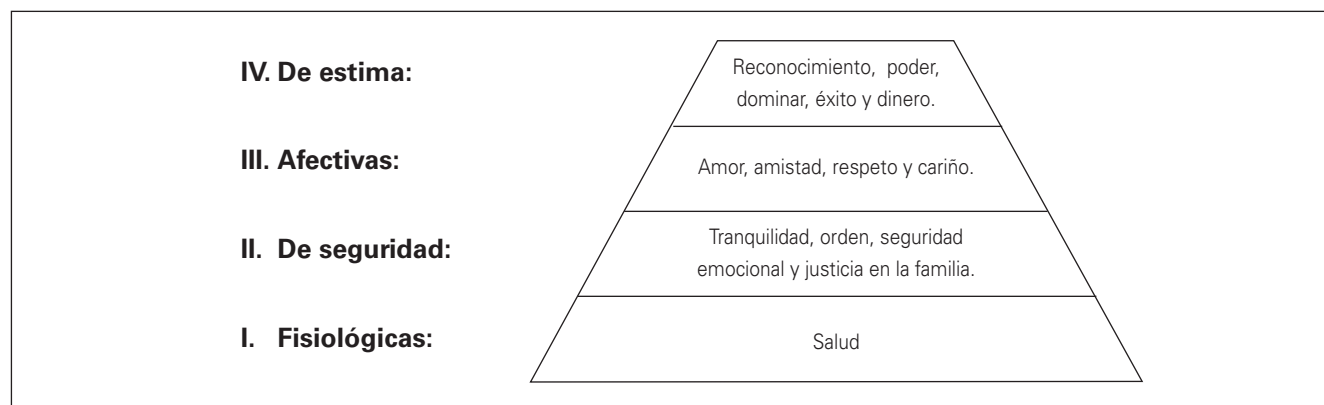 IV. De estima:
Reconocimiento, poder,
dominar, éxito y dinero.
III. Afectivas:
Amor, amistad, respeto y cariño.
II. De seguridad:
Tranquilidad, orden, seguridad
emocional y justicia en la familia.
I. Fisiológicas:
Salud